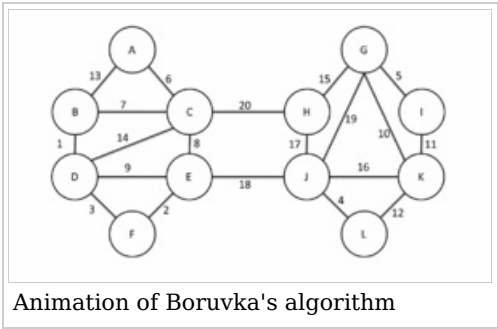 A G
13 6 15 5
B 7 C 20 H I
19
10
1 14 8 17 11
D 9 E 18 J 16 K
3 2 4 12
F L
Animation of Boruvka's algorithm